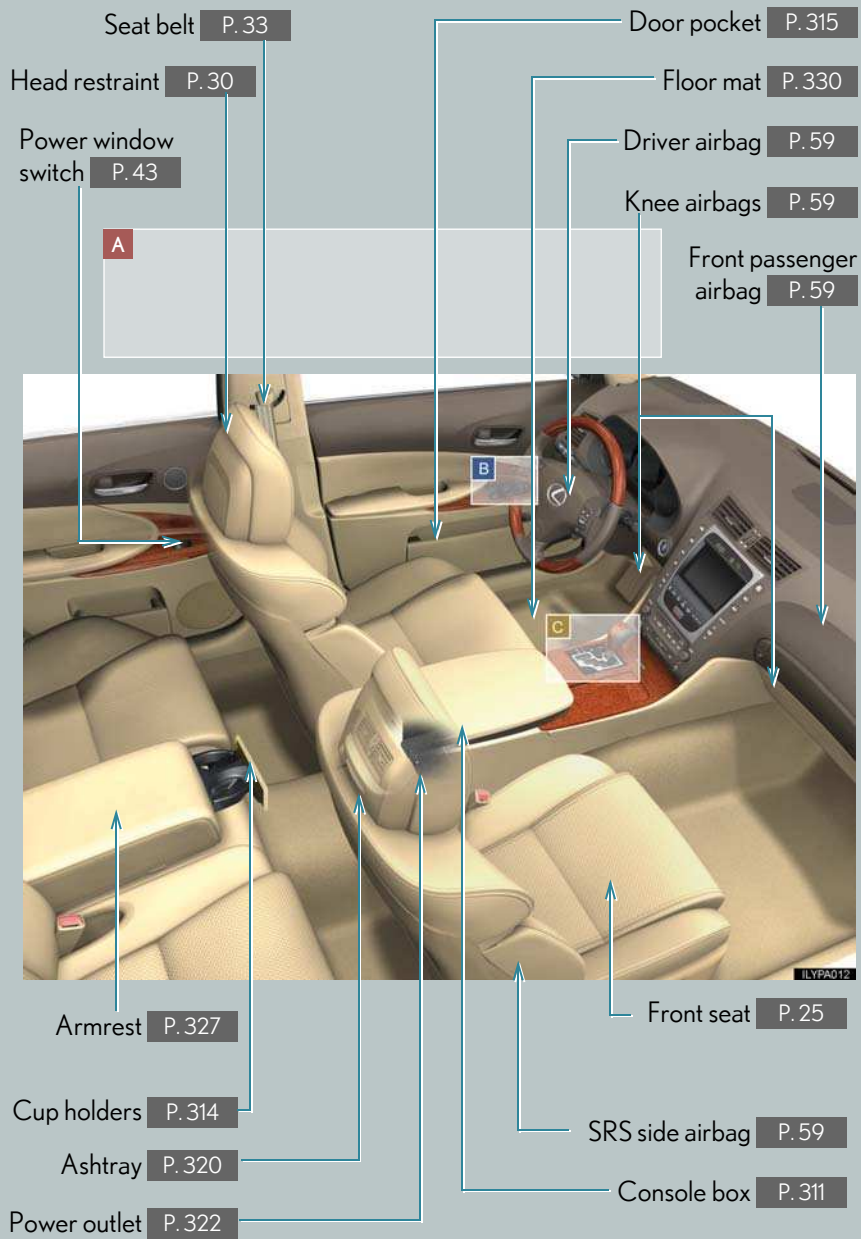 Seat belt P. 33
Head restraint P. 30
Power window
switch P. 43
Door pocket P. 315
Floor mat P. 330
Driver airbag P. 59
Knee airbags P. 59
Front passenger
airbag P. 59
A
B
C
ILYPA012
Armrest P. 327
Cup holders P. 314
Ashtray P. 320
Power outlet P. 322
Front seat P. 25
SRS side airbag P. 59
Console box P. 311